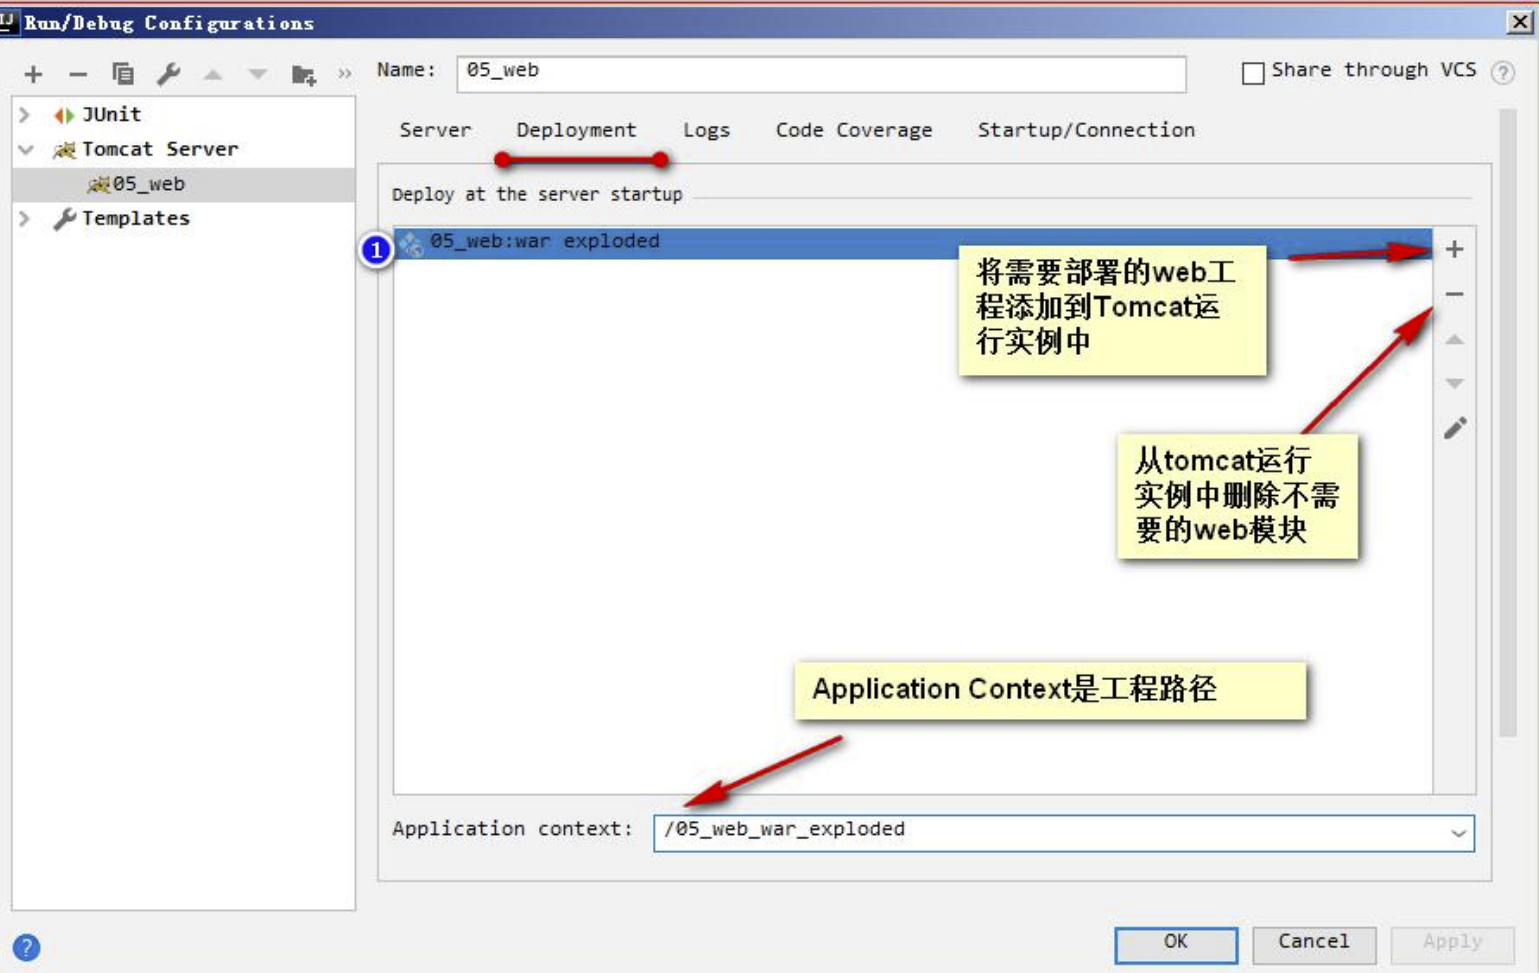 Run/Debug Configurations
Name: 05_web
Share through VCS
JUnit
Tomcat Server
05_web
Templates
Server Deployment Logs Code Coverage Startup/Connection
Deploy at the server startup
1
05_web:war exploded
将需要部署的web工
程添加到Tomcat运
行实例中
从tomcat运行
实例中删除不需
要的web模块
Application Context是工程路径
Application context: /05_web_war_exploded
OK Cancel Apply